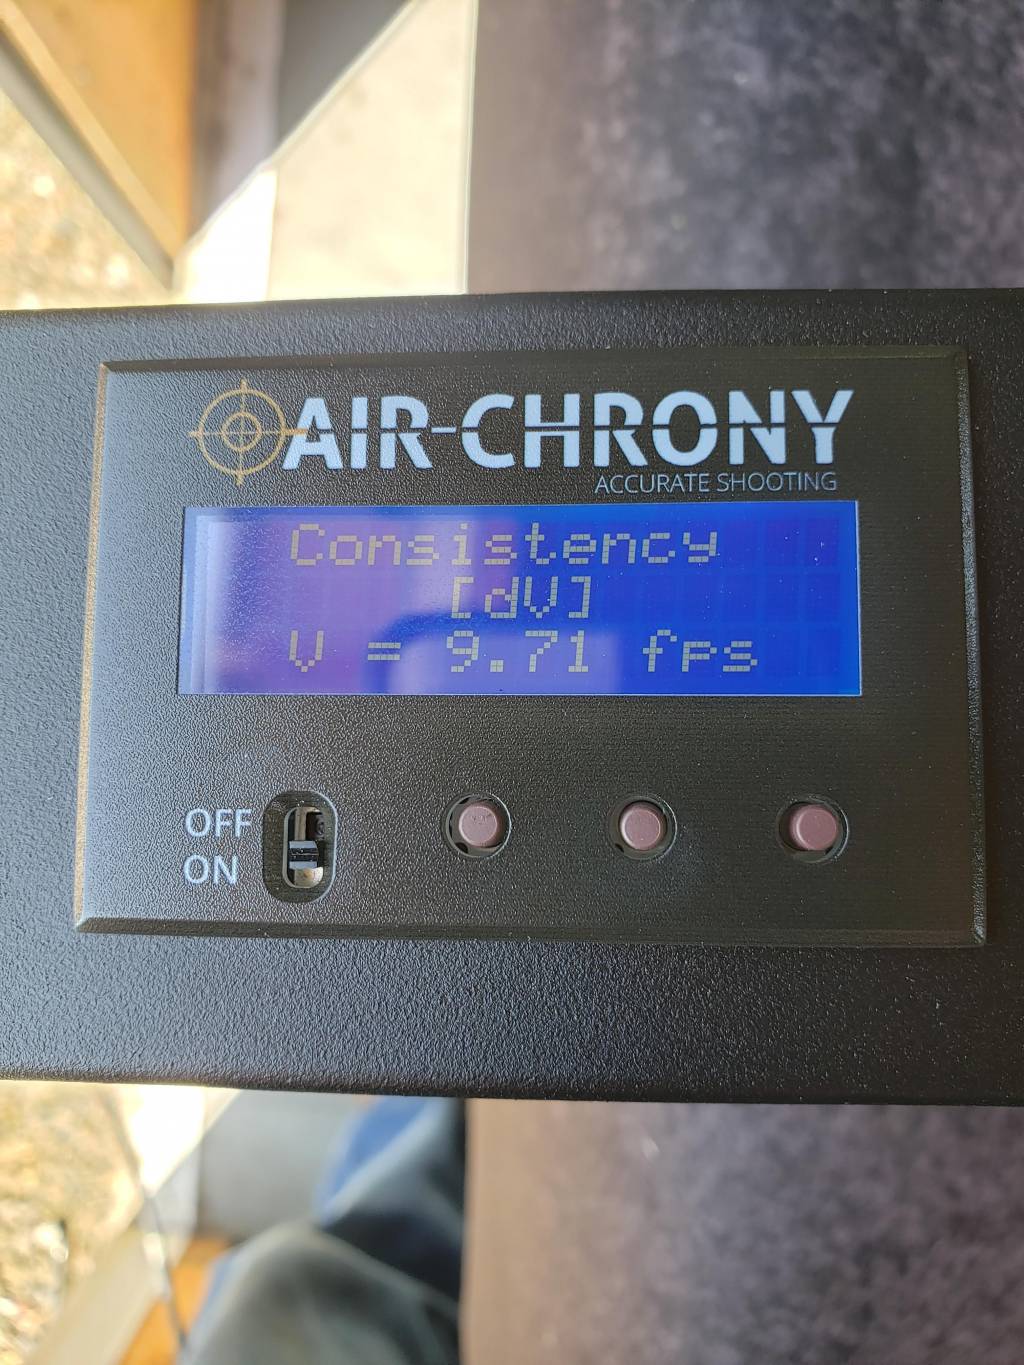 AIR-CHRONY
ACCURATE SHOOTING
Consistency
[dV]
V = 9.71 fps
OFF
ON